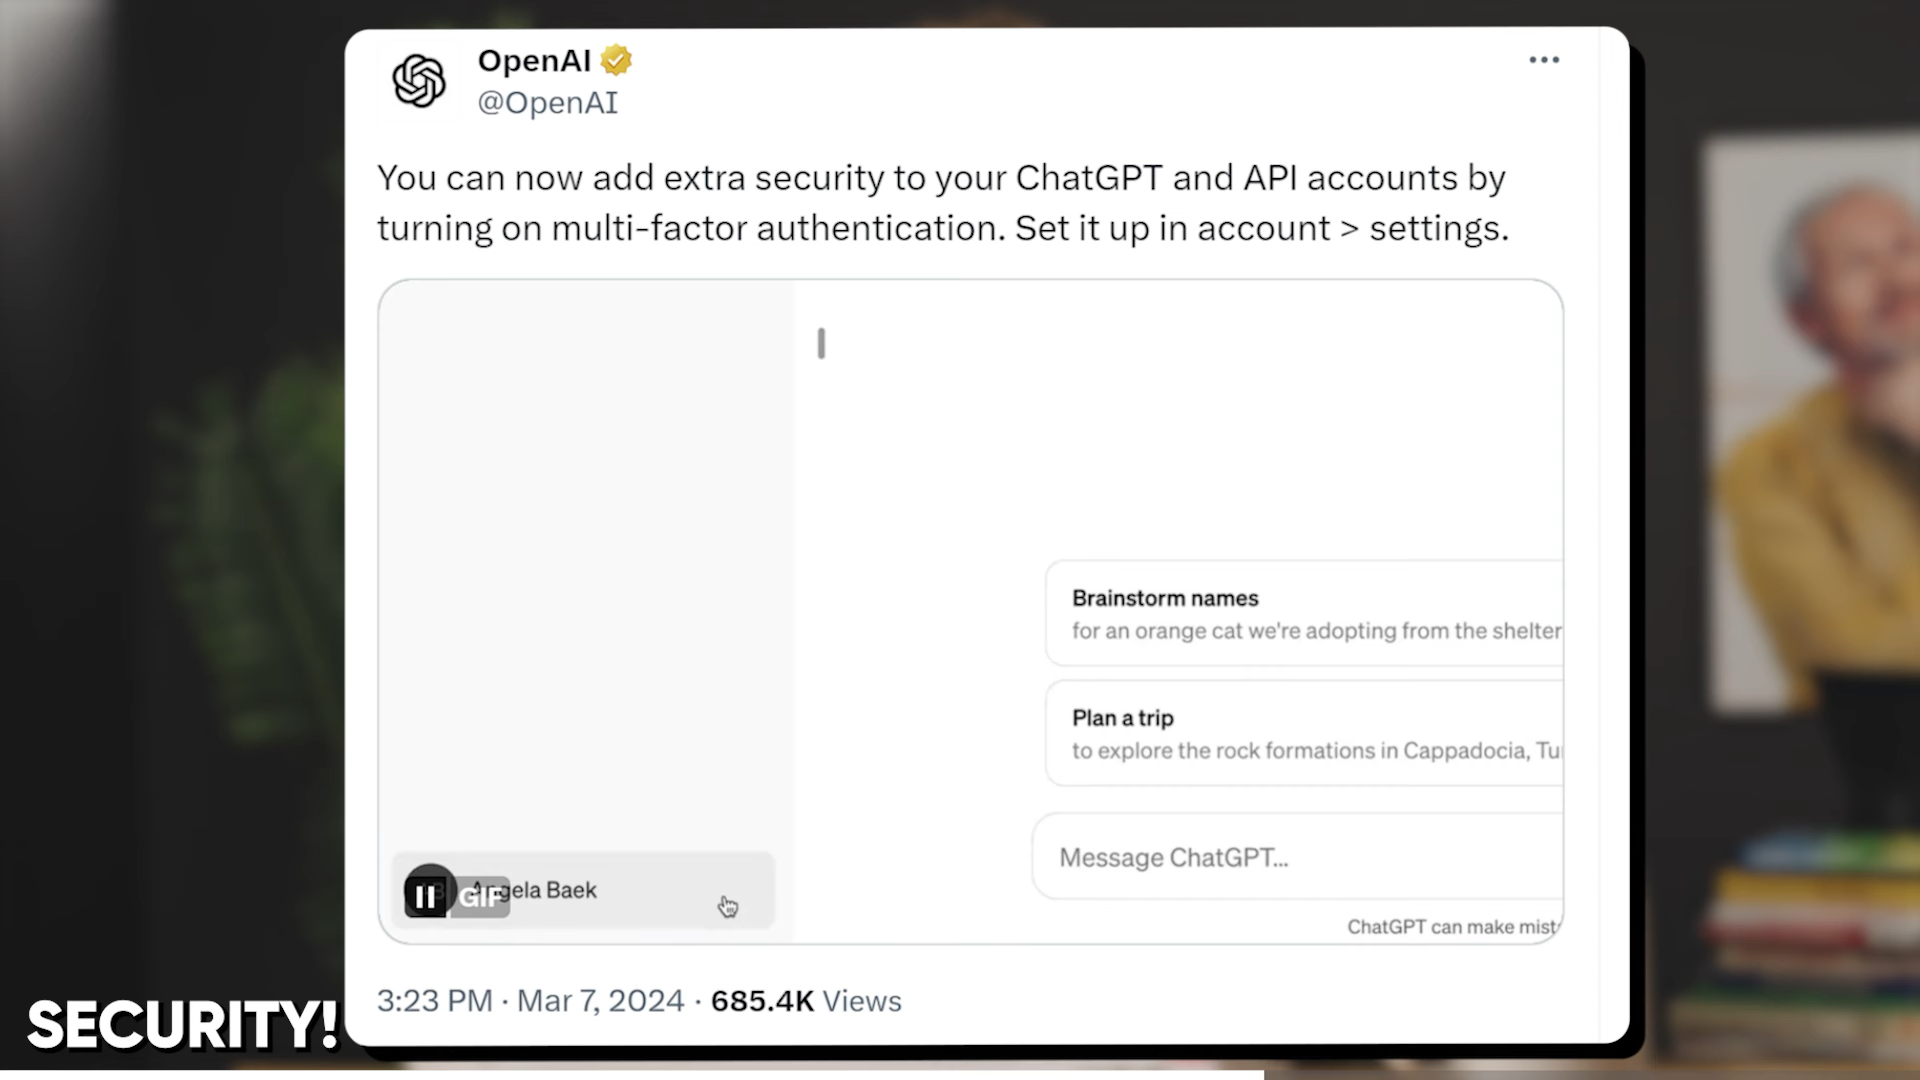 OpenAI
@OpenAI
You can now add extra security to your ChatGPT and API accounts by
turning on multi-factor authentication. Set it up in account > settings.
Brainstorm names
for an orange cat we're adopting from the shelter
Plan a trip
to explore the rock formations in Cappadocia,
Message ChatGPT...
Angela Baek
GIF
ChatGPT can make
3:23 PM · Mar 7, 2024 · 685.4K Views
SECURITY!